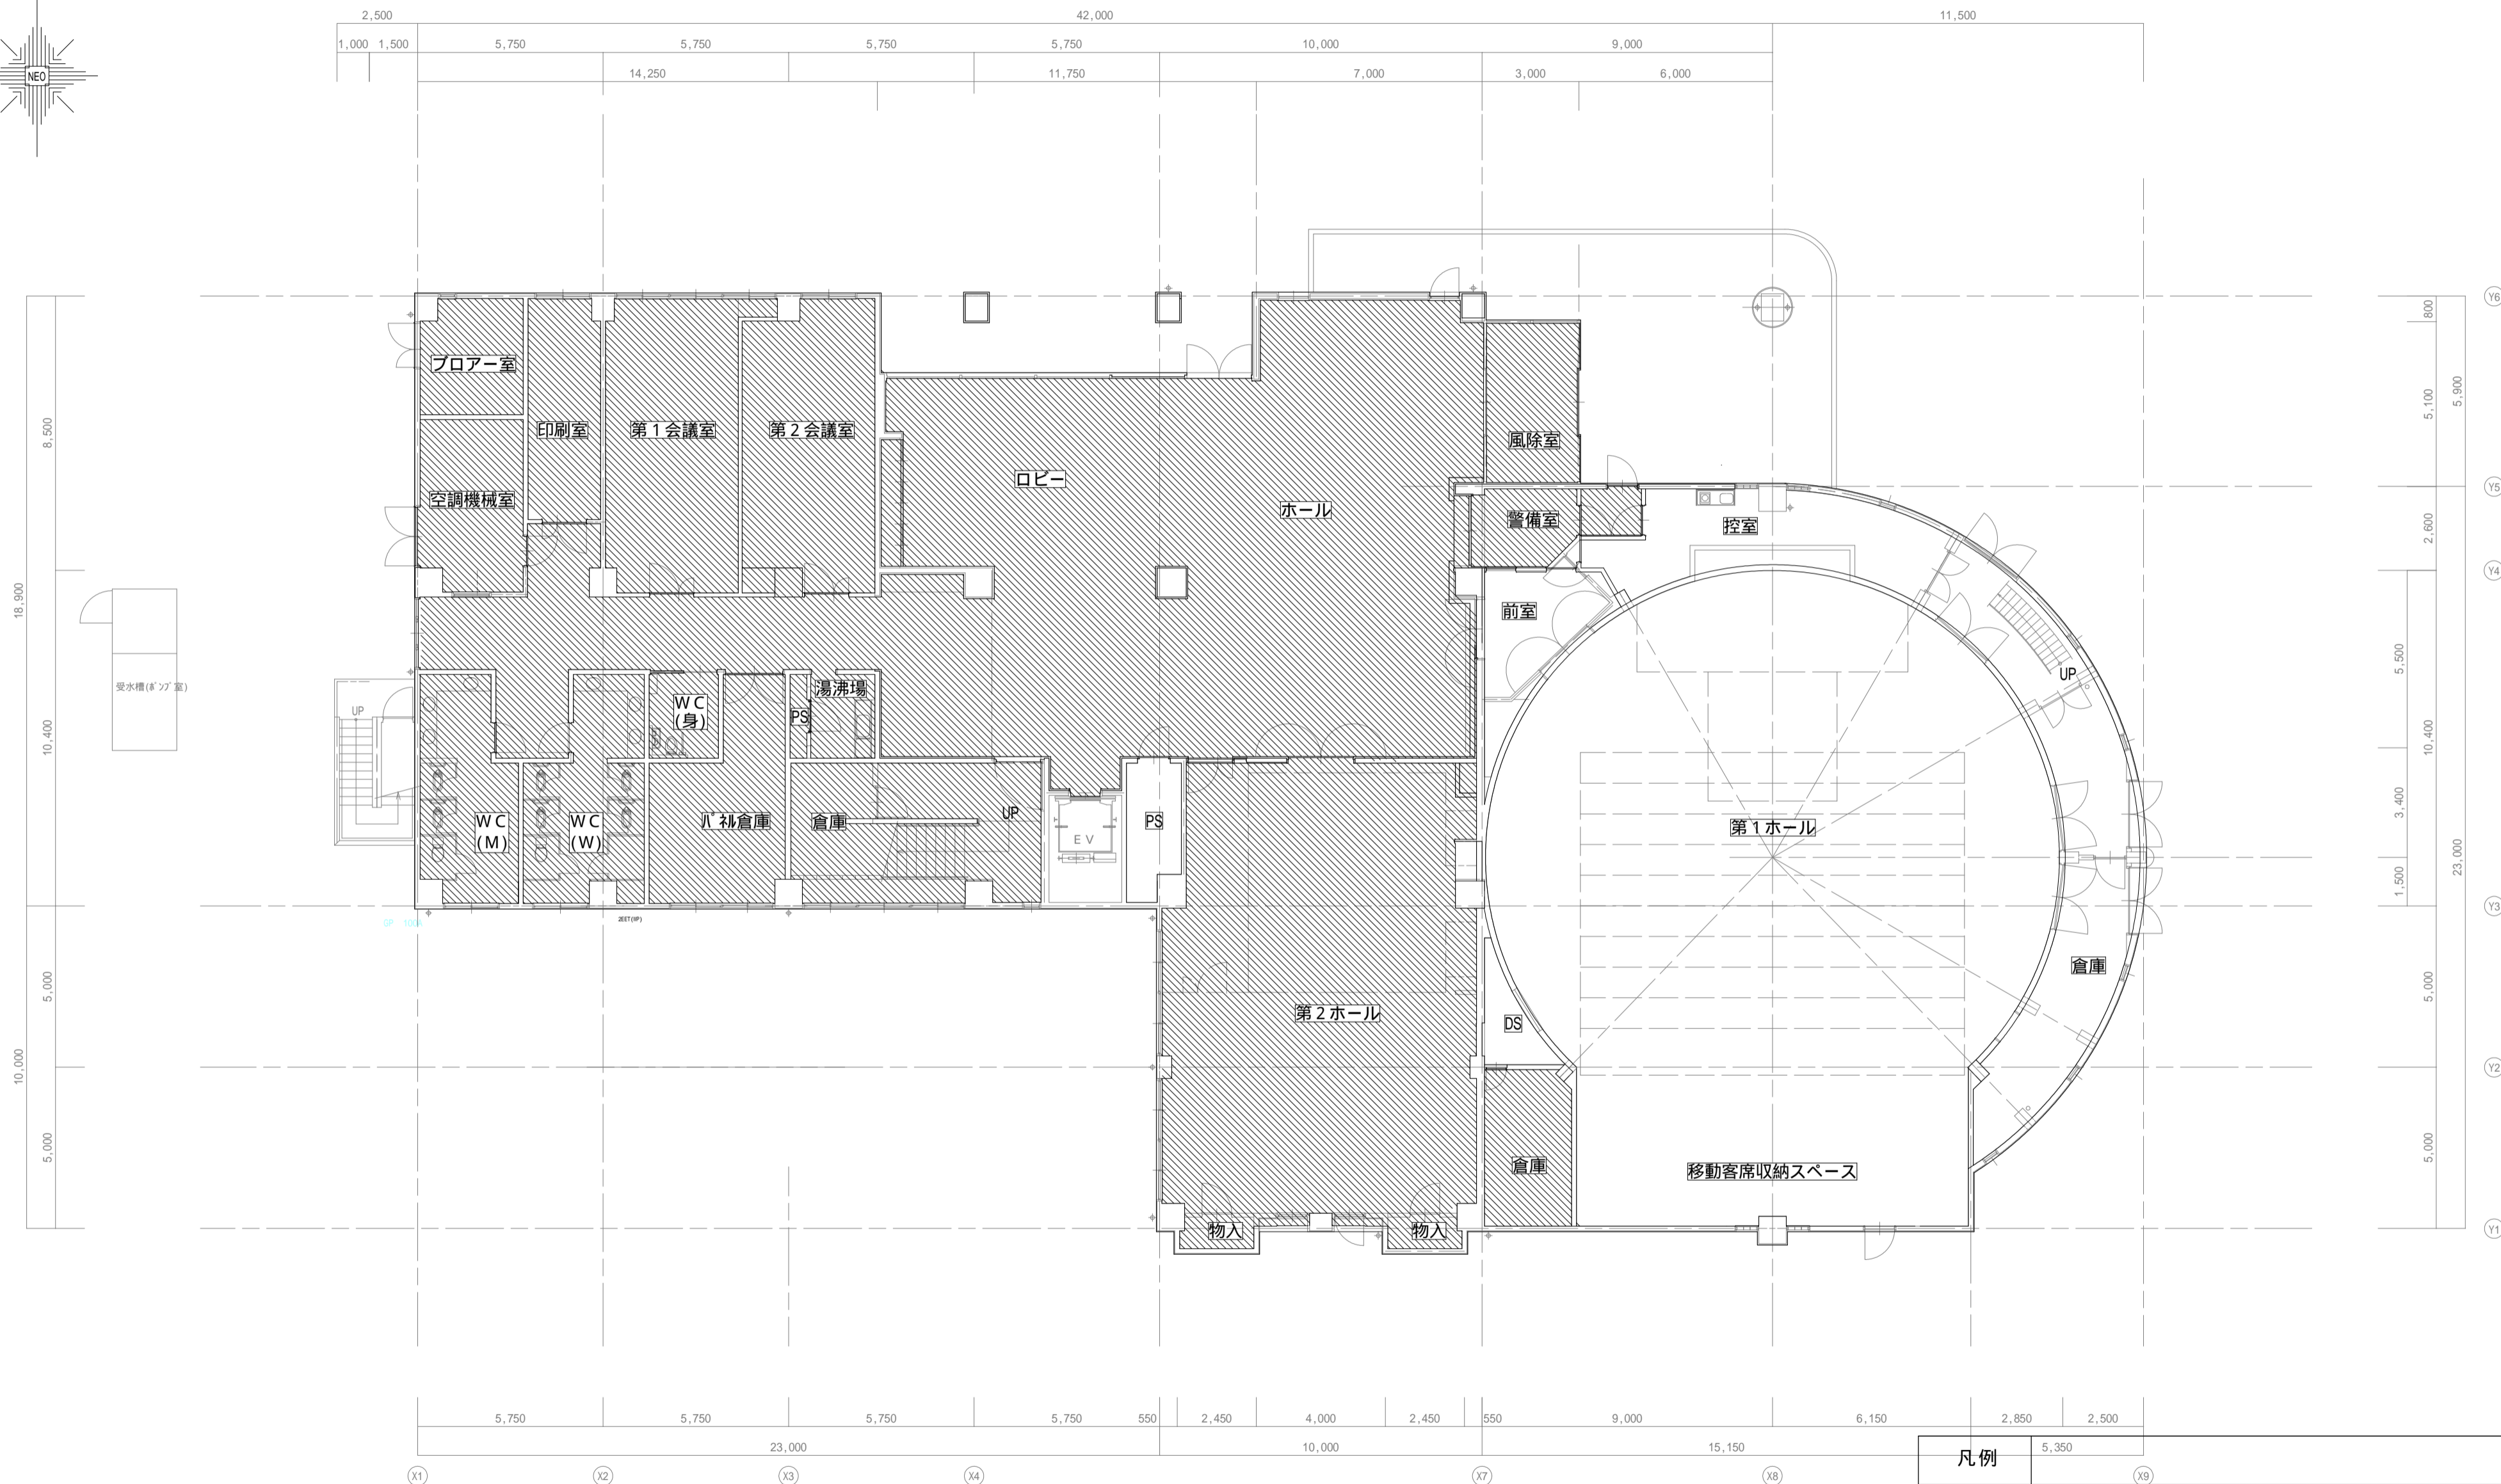 2,500
42,000
11,500
1,000
1,500
5,750
5,750
5,750
5,750
10,000
9,000
14,250
11,750
7,000
3,000
6,000
NEO
Y6
800
5,900
5,100
8,500
ブロアー室
印刷室
第1会議室
第2会議室
風除室
空調機械室
ロビー
ホール
警備室
控室
Y5
2,600
Y4
18,900
前室
5,500
受水槽(ﾎﾟﾝﾌﾟ室)
UP
WC
(身)
PS
湯沸場
UP
10,400
10,400
WC
(M)
WC
(W)
ﾊﾟﾈﾙ倉庫
倉庫
UP
EV
PS
第1ホール
3,400
23,000
1,500
Y3
倉庫
5,000
5,000
第2ホール
DS
10,000
Y2
5,000
5,000
倉庫
移動客席収納スペース
物入
物入
Y1
5,750
5,750
5,750
5,750
550
2,450
4,000
2,450
550
9,000
6,150
2,850
2,500
23,000
10,000
15,150
5,350
凡例
X1
X2
X3
X4
X7
X8
X9